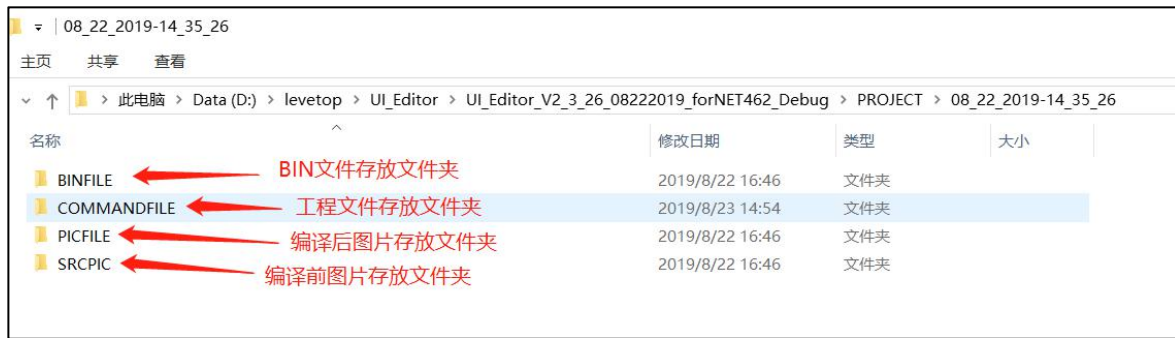 08_22_2019-14_35_26
主页 共享 查看
此电脑 > Data (D:) > levetop > UI_Editor > UI_Editor_V2_3_26_08222019_forNET462_Debug > PROJECT > 08_22_2019-14_35_26
名称 修改日期 类型 大小
BINFILE BIN文件存放文件夹 2019/8/22 16:46 文件夹
COMMANDFILE 工程文件存放文件夹 2019/8/23 14:54 文件夹
PICFILE 编译后图片存放文件夹 2019/8/22 16:46 文件夹
SRCPIC 编译前图片存放文件夹 2019/8/22 16:46 文件夹